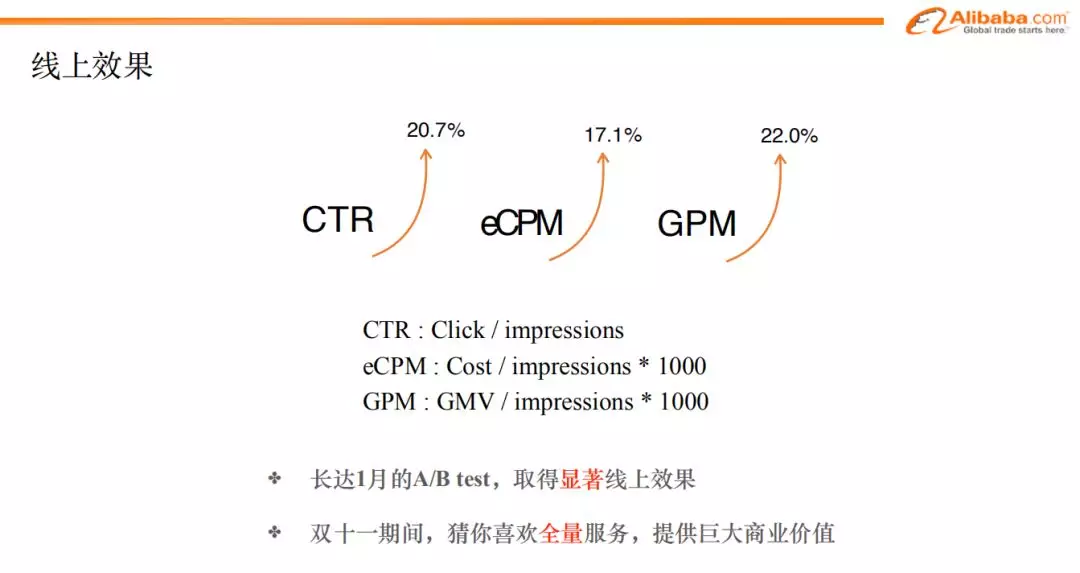 Alibaba.com
Global trade starts here.™
线上效果
20.7%
17.1%
22.0%
CTR
eCPM
GPM
CTR : Click / impressions
eCPM : Cost / impressions * 1000
GPM : GMV / impressions * 1000
长达1月的A/B test，取得显著线上效果
双十一期间，猜你喜欢全量服务，提供巨大商业价值